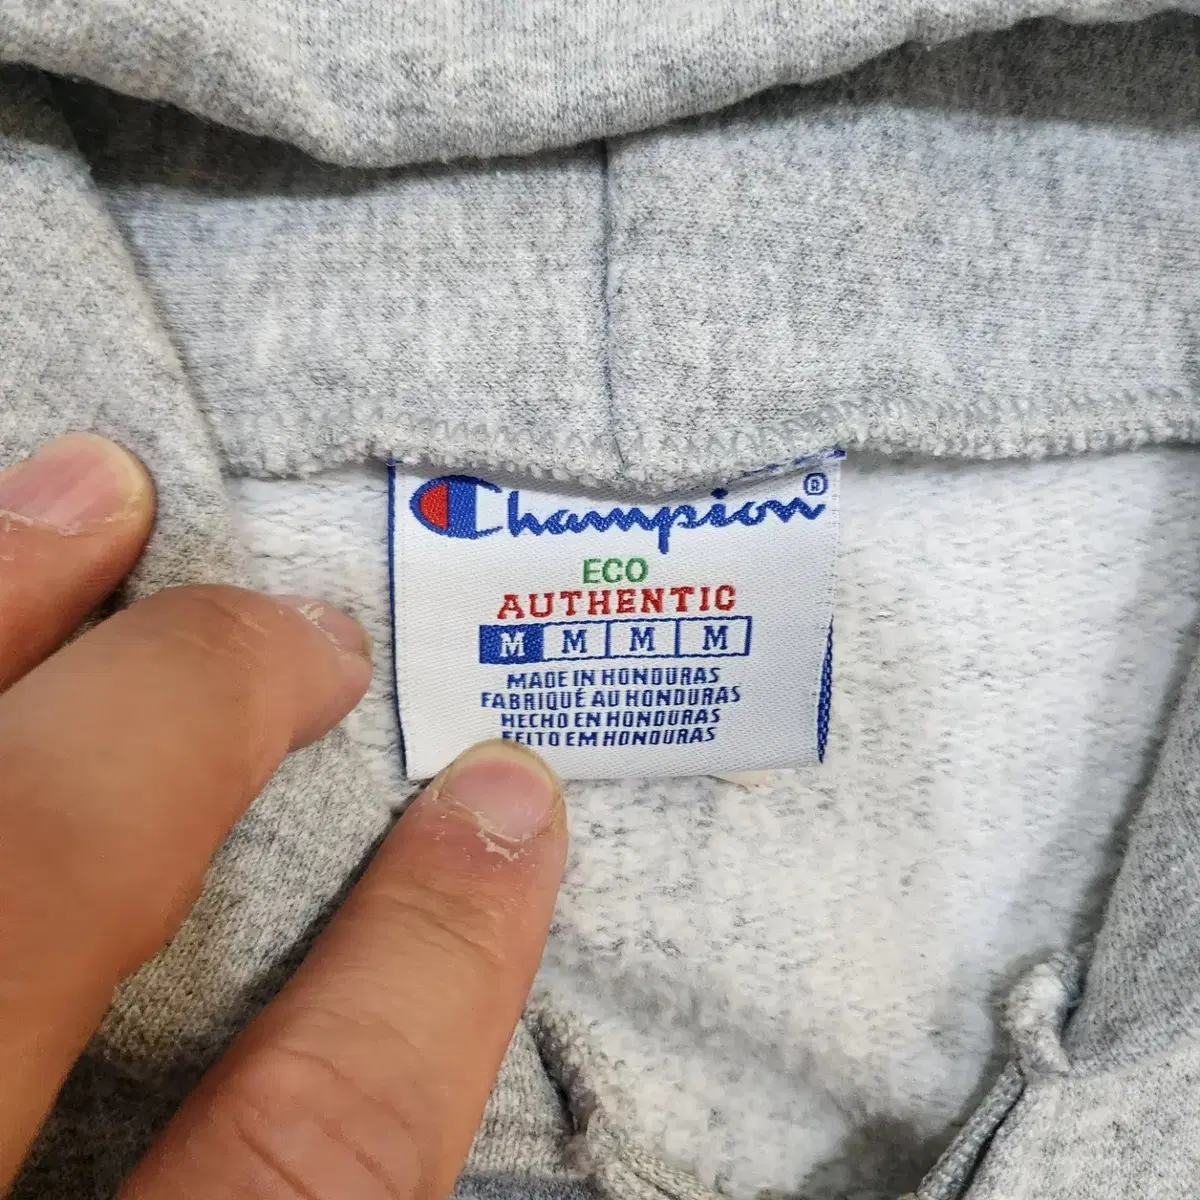 Champion®
ECO
AUTHENTIC
M M M M
MADE IN HONDURAS
FABRIQUÉ AU HONDURAS
HECHO EN HONDURAS
FEITO EM HONDURAS